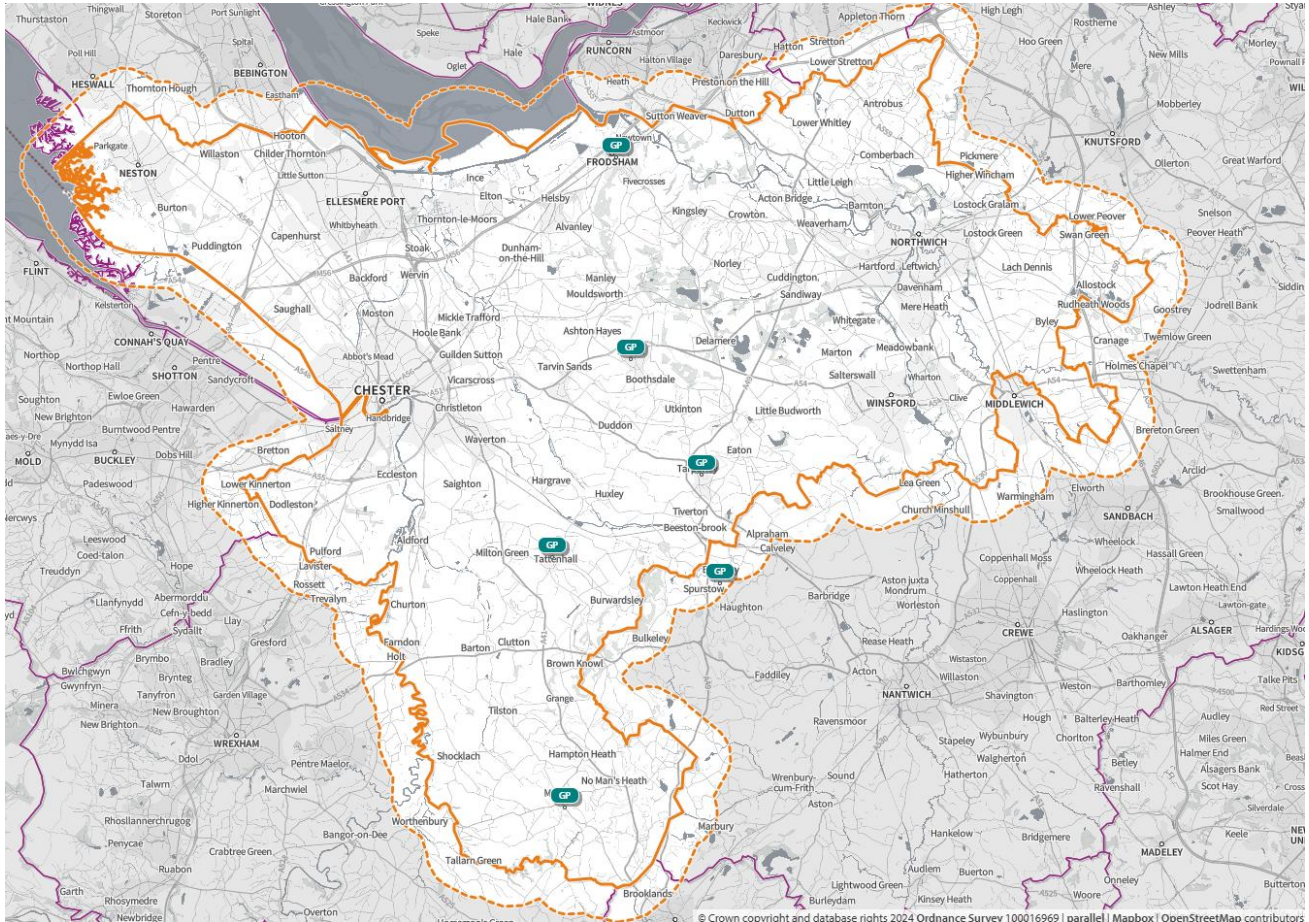 Thurstaston
Thingwall
Storeton
Port Sunlight
Speke
Hale Bank
Keckwick
Astmoor
Appleton Thorn
High Legh
Rostherne
Ashley
Styal
Morley
Poll Hill
Spital
Hale
RUNCORN
Daresbury
Hatton
Stretton
Hoo Green
Mere
New Mills
HESWALL
BEBINGTON
Oglet
Halton Village
Lower Stretton
Thornton Hough
Eastham
Heath
Preston on the Hill
Mobberley
Parkgate
Hooton
Sutton Weaver
Dutton
Antrobus
Lower Whitley
KNUTSFORD
Willaston
Childer Thornton
GP
FRODSHAM
Comberbach
Pickmere
Ollerton
Great Warford
NESTON
Little Sutton
Ince
Fivecrosses
Little Leigh
Higher Wincham
Burton
ELLESMERE PORT
Elton
Helsby
Kingsley
Acton Bridge
Barnton
Lostock Gralam
Lower Peover
Snelson
Whitbyheath
Thornton-le-Moors
Alvanley
Crowton
Weaverham
NORTHWICH
Lostock Green
Swan Green
Peover Heath
Puddington
Capenhurst
Stoak
Dunham-
on-the-Hill
FLINT
Backford
Wervin
Manley
Norley
Cuddington
Hartford
Leftwich
Lach Dennis
Allostock
Kelsterton
Saughall
Moston
Mouldsworth
Sandiway
Davenham
Mere Heath
Rudheath Woods
Goostrey
Jodrell Bank
Mickle Trafford
Hoole Bank
Ashton Hayes
Delamere
Whitegate
Byley
Cranage
Twemlow Green
CONNAH'S QUAY
Northop
Pentre
Abbot's Mead
Guilden Sutton
GP
Tarvin Sands
Marton
Meadowbank
Holmes Chapel
Northop Hall
SHOTTON
Sandycroft
Boothsdale
Salterswall
Wharton
Swettenham
Soughton
Ewloe Green
CHESTER
Vicarscross
WINSFORD
Clive
MIDDLEWICH
New Brighton
Hawarden
Handbridge
Christleton
Utkinton
Little Budworth
Mynydd Isa
Burntwood Pentre
Saltney
Waverton
Duddon
Brereton Green
MOLD
BUCKLEY
Dobs Hill
Bretton
Eaton
Arclid
Padeswood
Lower Kinnerton
Eccleston
Saighton
Hargrave
GP
Lea Green
Elworth
Brookhouse Green
Higher Kinnerton
Dodleston
Huxley
Tiverton
Warmingham
SANDBACH
Smallwood
Leeswood
Aldford
Beeston-brook
Alpraham
Church Minshull
Wheelock
Coed-talon
Pulford
Milton Green
GP
Tattenhall
Calveley
Coppenhall Moss
Hassall Green
Treuddyn
Hope
Lavister
Rossett
GP
Aston juxta
Mondrum
Coppenhall
Wheelock Heath
Lawton Heath End
Llanfynydd
Abermorddu
Trevalyn
Churton
Burwardsley
Spurstow
Barbridge
Worleston
Haslington
Lawton-gate
Cefn-y-bedd
Llay
Haughton
Ffrith
Sydallt
Gresford
Farndon
Bulkeley
Rease Heath
CREWE
Oakhanger
ALSAGER
Brymbo
Bradley
Holt
Barton
Clutton
Brown Knowl
Faddiley
Acton
Wistaston
Willaston
Weston
Barthomley
Bwlchgwyn
Brynteg
Gwynfryn
Tanyfron
Garden Village
Grange
NANTWICH
Shavington
Talke Pits
Minera
New Broughton
Tilston
Hough
Balterley Heath
Audley
Red Street
New Brighton
WREXHAM
Ravensmoor
Wybunbury
Chorlton
Miles Green
Ddol
Shocklach
Hampton Heath
Stapeley
Walgherton
Betley
Halmer End
Talwrn
Pentre Maelor
No Man's Heath
Wrenbury-
cum-Frith
Sound
Hatherton
Alsagers Bank
Marchwiel
GP
Ravenshall
Scot Hay
Rhosllannerchrugog
Worthenbury
Aston
Silverdale
Penycae
Bangor-on-Dee
Marbury
Hankelow
Bridgemere
Keele
Crabtree Green
Tallarn Green
MADELEY
Ruabon
Audlem
Buerton
Garth
Brooklands
Lightwood Green
Onneley
Rhosymedre
Overton
Burleydam
Hawkins Green
Woore
Butterton
Newbridge
© Crown copyright and database rights 2024 Ordnance Survey 100016969 | parallel | Mapbox | OpenStreetMap contributors